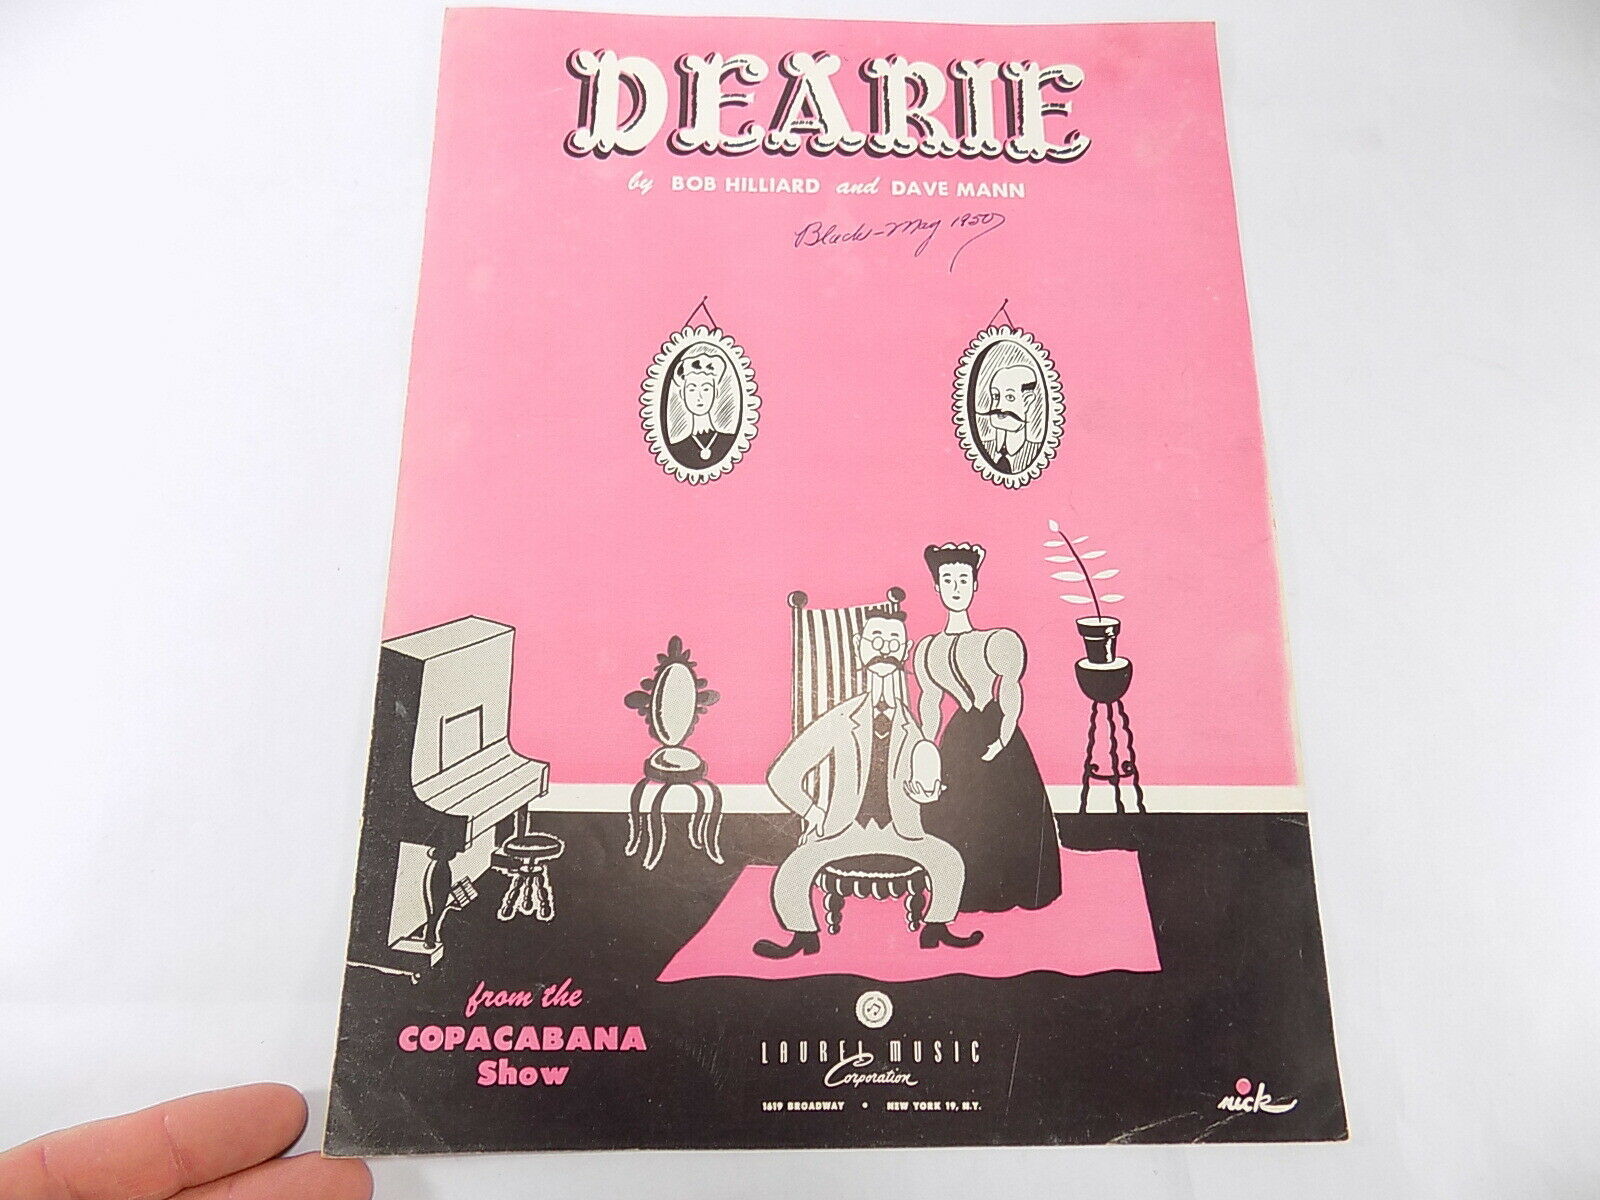 DEARIE
by BOB HILLIARD and DAVE MANN
Black-May 1950
from the
COPACABANA
Show
LAUREL MUSIC
Corporation
1619 BROADWAY • NEW YORK 19, N.Y.
nick